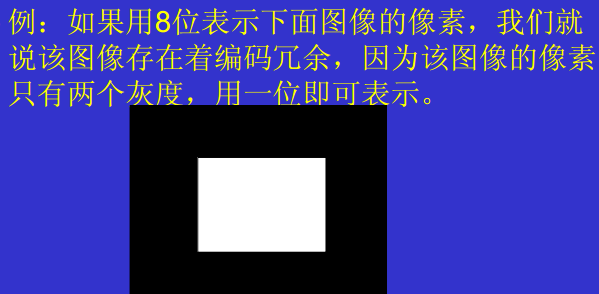 例：如果用8位表示下面图像的像素，我们就
说该图像存在着编码冗余，因为该图像的像素
只有两个灰度，用一位即可表示。